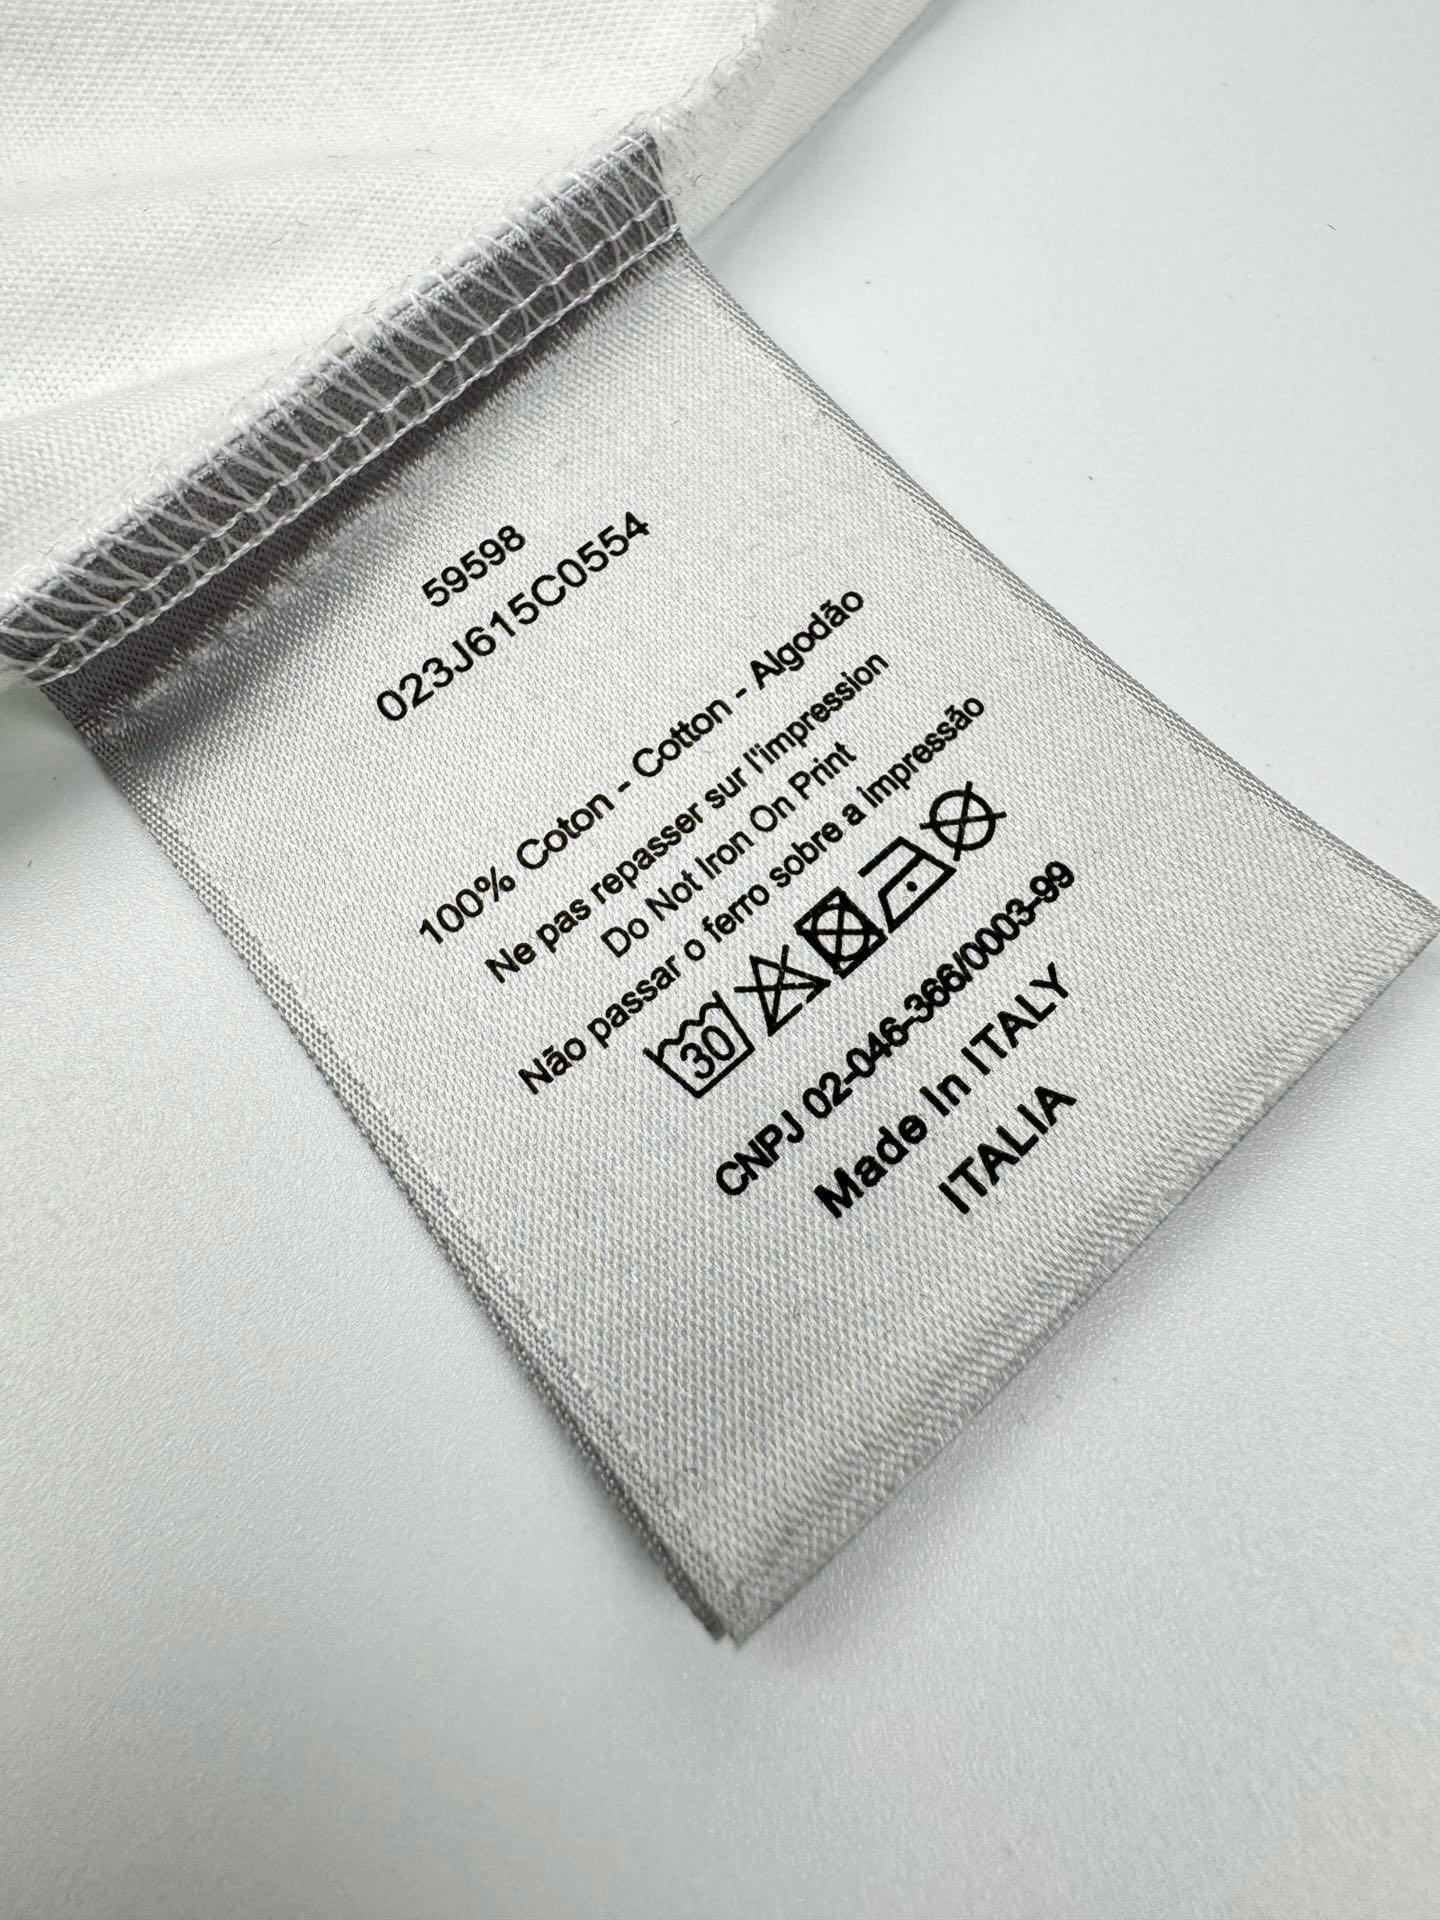 59598
023J615C0554
100% Coton - Cotton - Algodão
Ne pas repasser sur l'impression
Do Not Iron On Print
Não passar o ferro sobre a impressão
30
CNPJ 02-046-366/0003-99
Made In ITALY
ITALIA